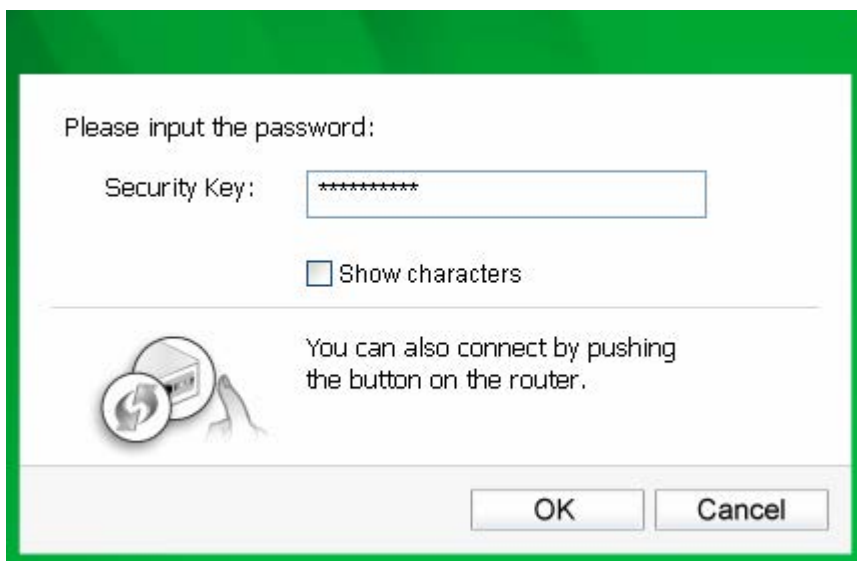 Please input the password:
Security Key: **********
Show characters
You can also connect by pushing
the button on the router.
OK Cancel